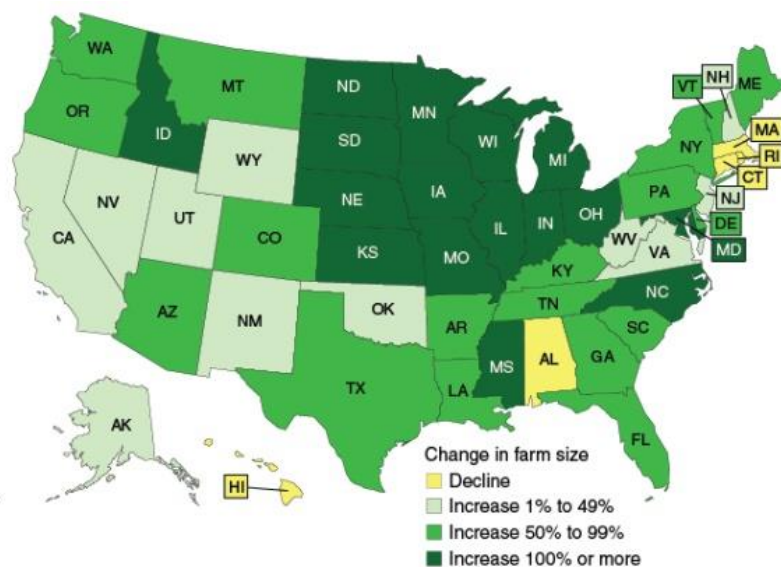 WA
MT
ND
MN
VT
NH
ME
OR
ID
SD
WI
MI
NY
MA
RI
CT
WY
NE
IA
PA
NJ
NV
UT
CO
IL
IN
OH
DE
MD
CA
KS
MO
WV
VA
KY
AZ
NM
OK
AR
TN
NC
TX
LA
MS
AL
GA
SC
FL
AK
HI
Change in farm size
Decline
Increase 1% to 49%
Increase 50% to 99%
Increase 100% or more